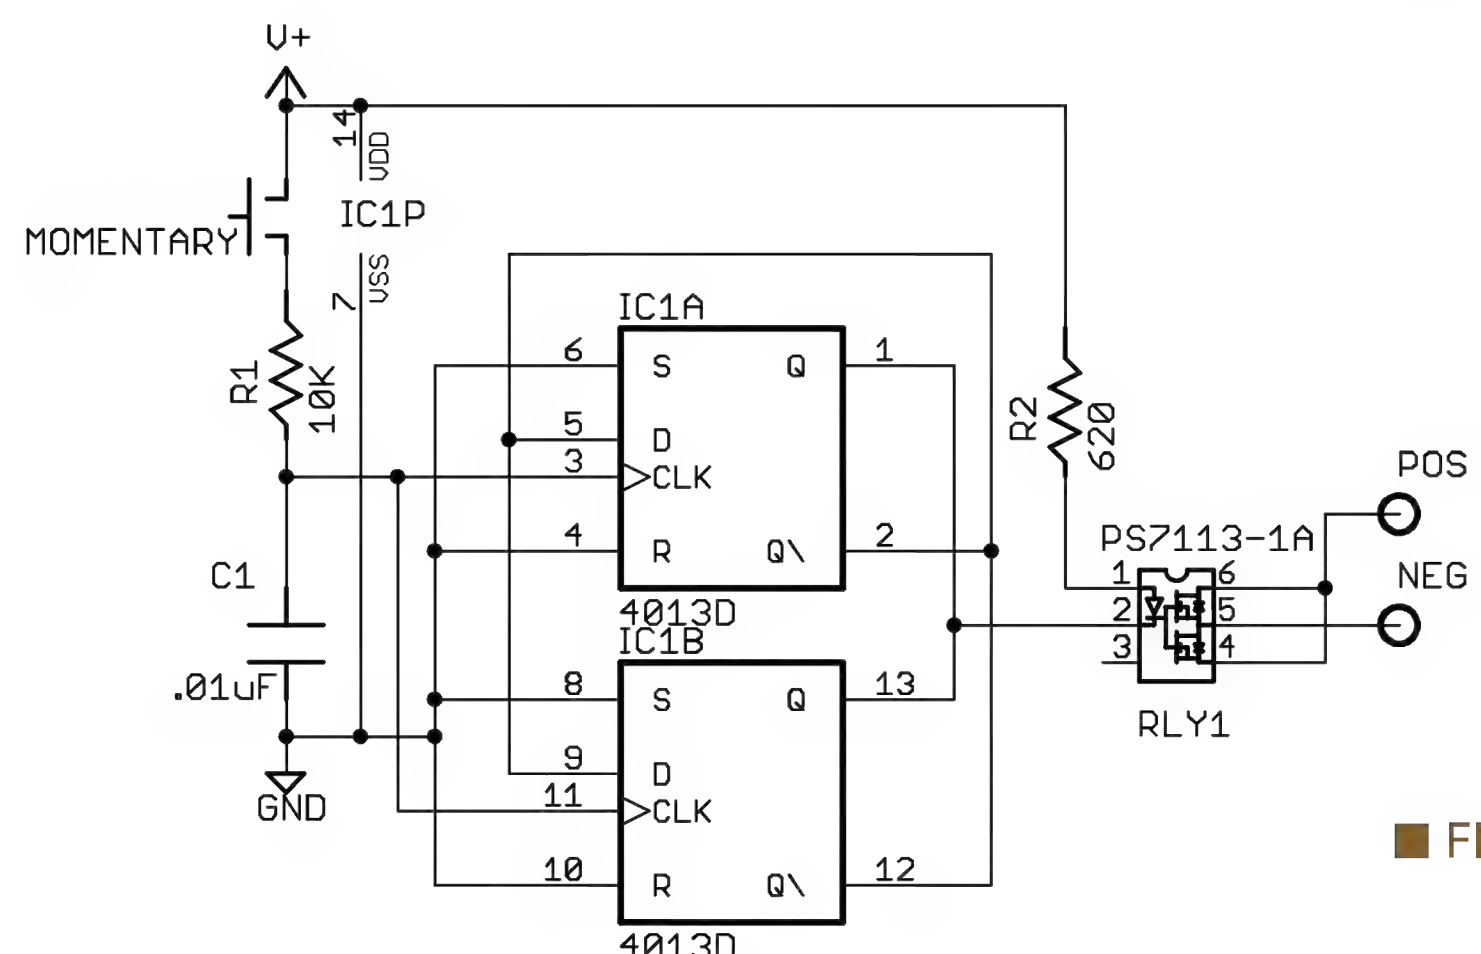 V+
14
VDD
IC1P
MOMENTARY
VSS
7
IC1A
6 S Q 1
R1
10K
5 D
3 CLK
R2
620
POS
4 R Q\ 2
PS7113-1A
C1
1 6
NEG
2 5
4013D
IC1B
3 4
.01uF
8 S Q 13
RLY1
9 D
GND
11 CLK
10 R Q\ 12
4013D